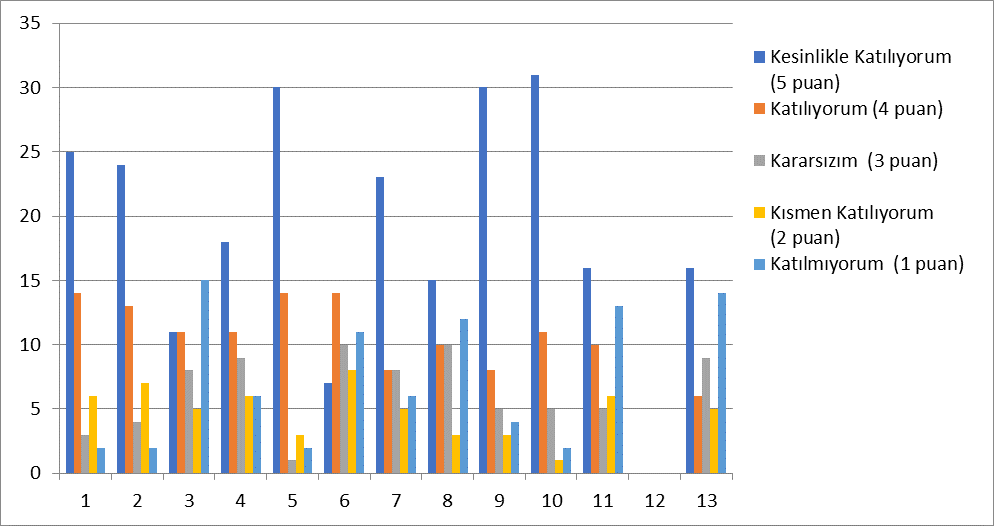 35
30
25
20
15
10
5
0
1 2 3 4 5 6 7 8 9 10 11 12 13
Kesinlikle Katılıyorum
(5 puan)
Katılıyorum (4 puan)
Kararsızım (3 puan)
Kısmen Katılıyorum
(2 puan)
Katılmıyorum (1 puan)